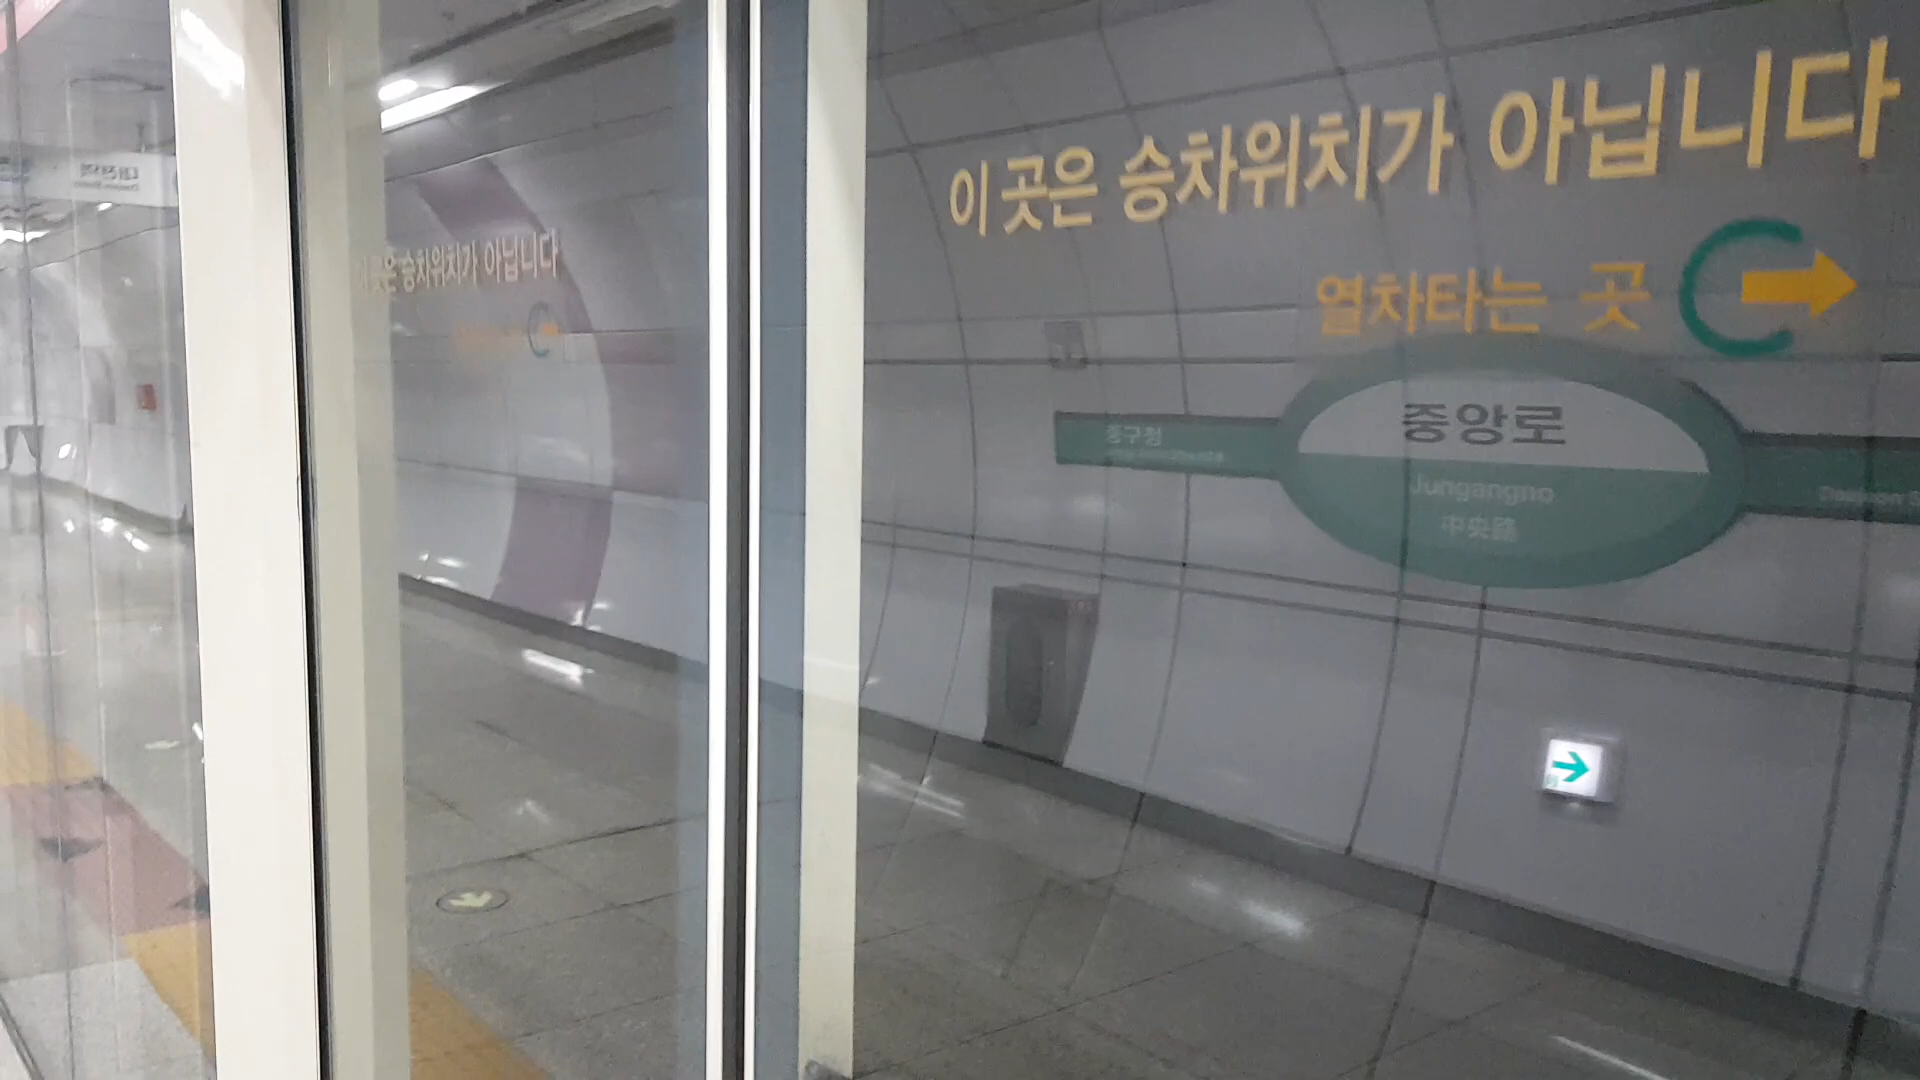 이 곳은 승차위치가 아닙니다
열차타는 곳
이곳은 승차위치가 아닙니다
중구청
중앙로
Jungangno
中央路
Daejeon S